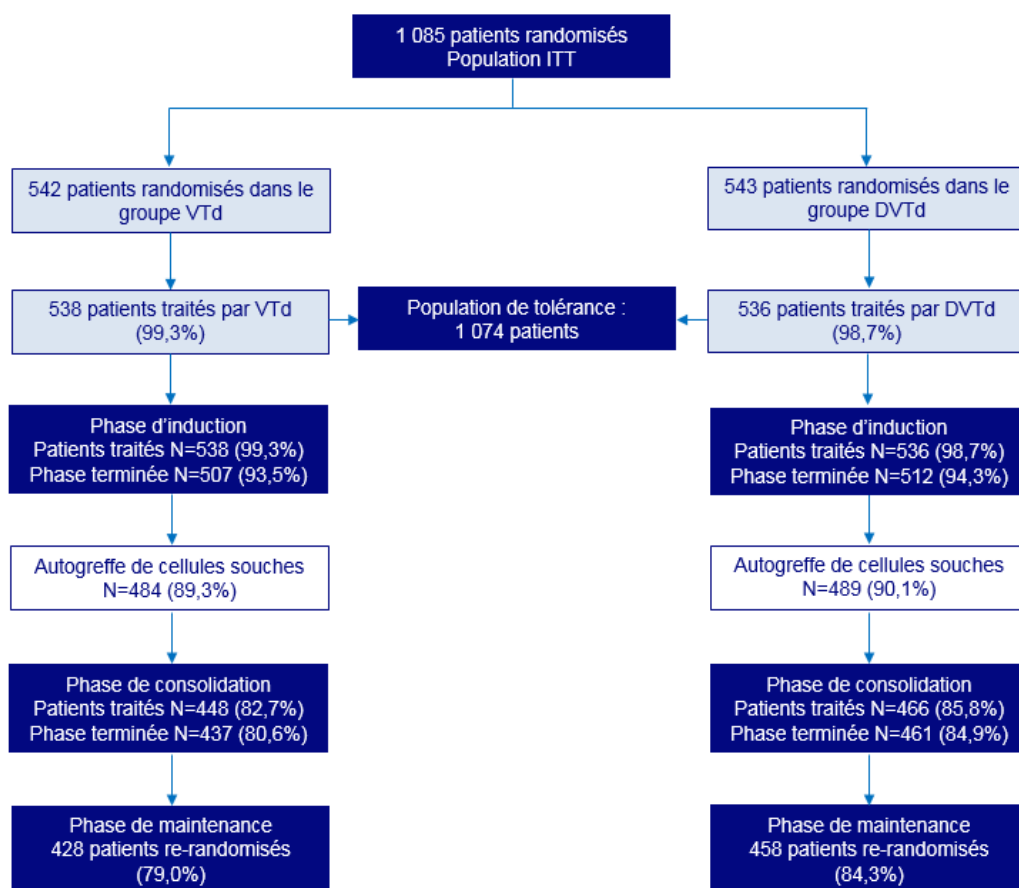 1 085 patients randomisés
Population ITT
542 patients randomisés dans le
groupe VTd
543 patients randomisés dans le
groupe DVTd
538 patients traités par VTd
(99,3%)
Population de tolérance :
1 074 patients
536 patients traités par DVTd
(98,7%)
Phase d'induction
Patients traités N=538 (99,3%)
Phase terminée N=507 (93,5%)
Phase d'induction
Patients traités N=536 (98,7%)
Phase terminée N=512 (94,3%)
Autogreffe de cellules souches
N=484 (89,3%)
Autogreffe de cellules souches
N=489 (90,1%)
Phase de consolidation
Patients traités N=448 (82,7%)
Phase terminée N=437 (80,6%)
Phase de consolidation
Patients traités N=466 (85,8%)
Phase terminée N=461 (84,9%)
Phase de maintenance
428 patients re-randomisés
(79,0%)
Phase de maintenance
458 patients re-randomisés
(84,3%)